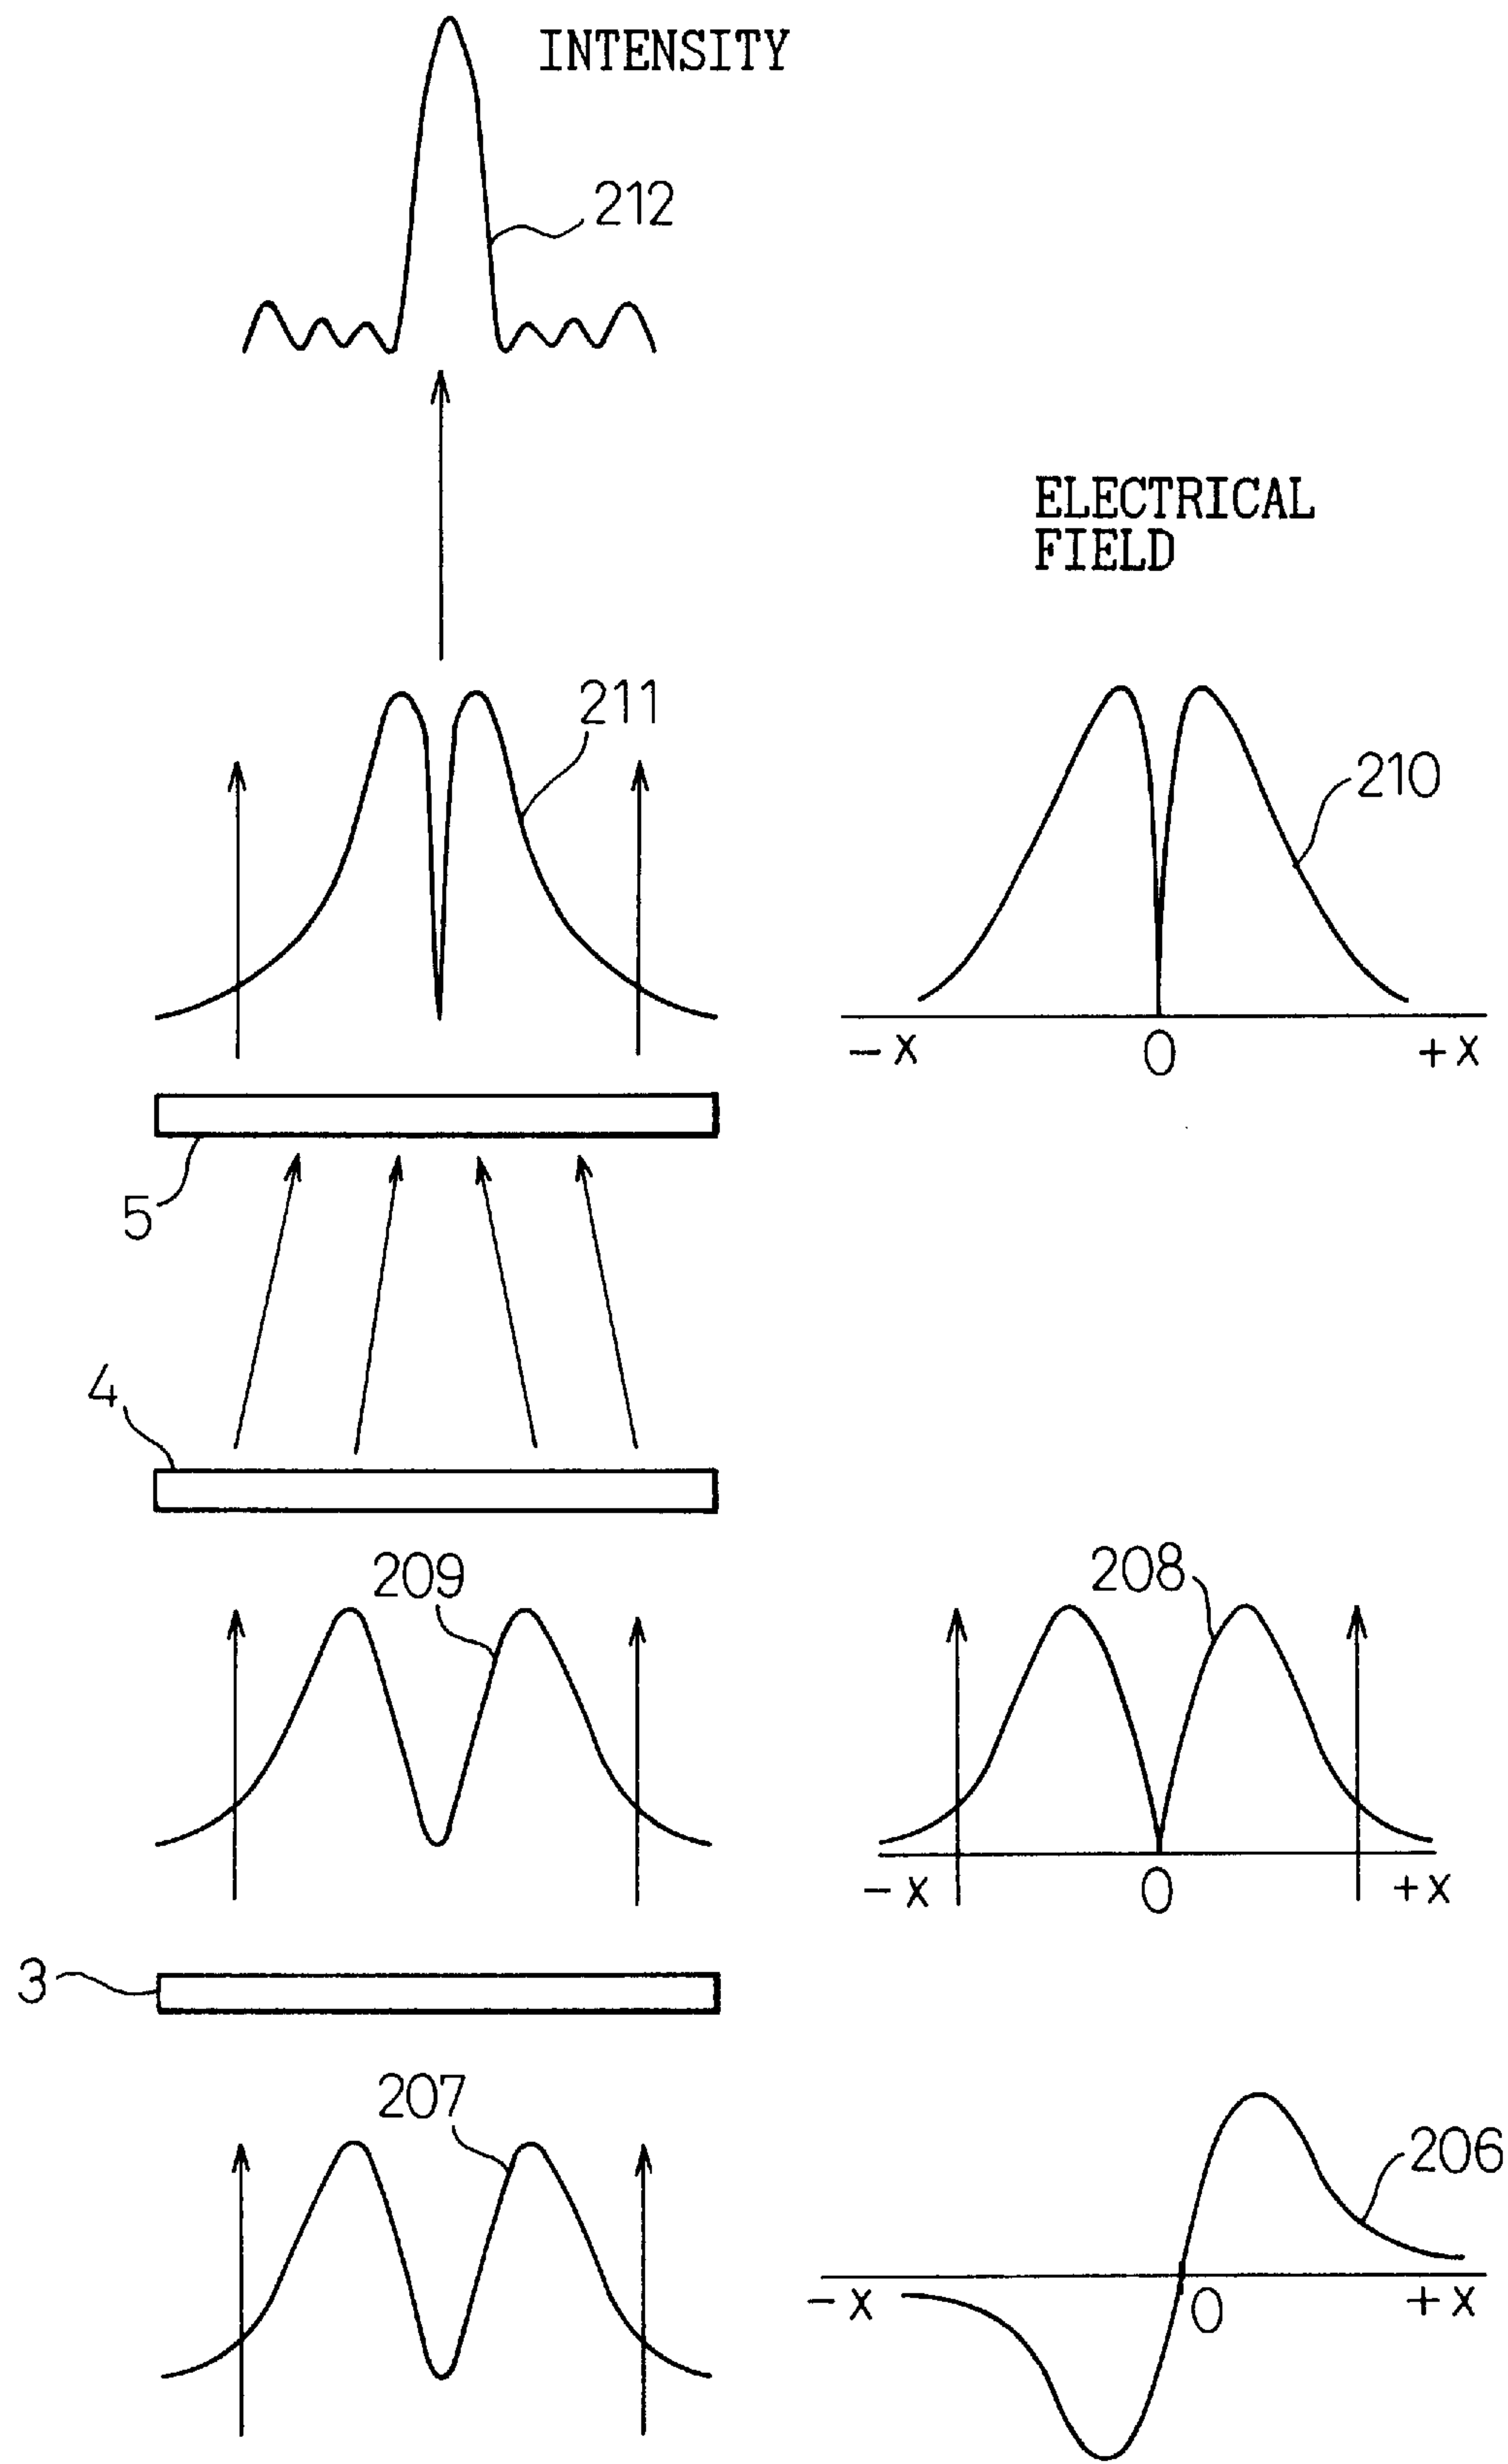 INTENSITY
212
ELECTRICAL
FIELD
211
210
-X
0
+X
5
4
209
208
-X
0
+X
3
207
206
-X
0
+X